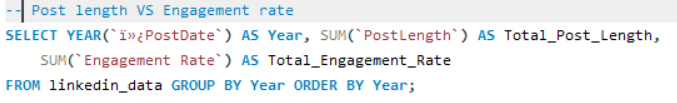 -- Post length VS Engagement rate
SELECT YEAR(`ï»¿PostDate`) AS Year, SUM(`PostLength`) AS Total_Post_Length,
SUM(`Engagement Rate`) AS Total_Engagement_Rate
FROM linkedin_data GROUP BY Year ORDER BY Year;